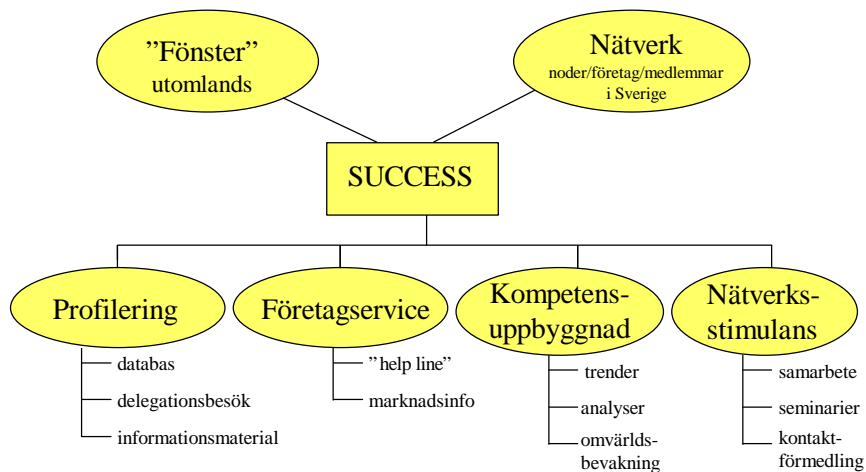 ”Fönster”
utomlands
Nätverk
noder/företag/medlemmar
i Sverige
SUCCESS
Profilering
databas
delegationsbesök
informationsmaterial
Företagservice
”help line”
marknadsinfo
Kompetens-
uppbyggnad
trender
analyser
omvärlds-
bevakning
Nätverks-
stimulans
samarbete
seminarier
kontakt-
förmedling